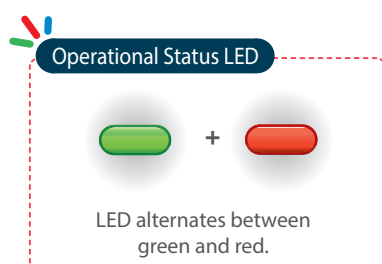 Operational Status LED
+
LED alternates between
green and red.